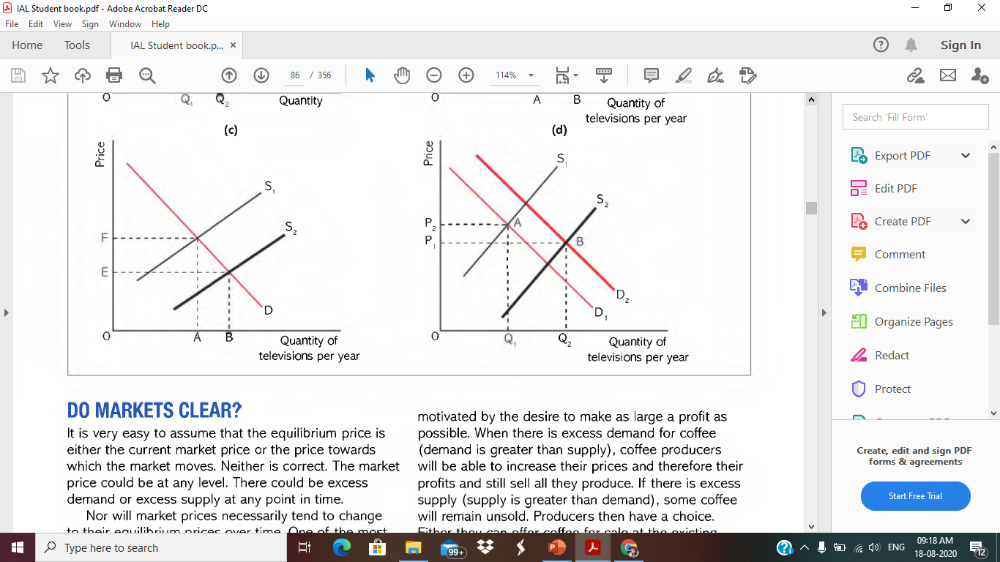 IAL Student book.pdf - Adobe Acrobat Reader DC
File Edit View Sign Window Help
Home Tools IAL Student book.p... × ? Sign In
86 / 356 114%
O Q1 Q2 Quantity
O A B Quantity of
televisions per year
(c)
Price
S1
S2
F
E
D
O A B Quantity of
televisions per year
(d)
Price
S1
S2
P2 A
P1 B
D2
D1
O Q1 Q2 Quantity of
televisions per year
DO MARKETS CLEAR?
It is very easy to assume that the equilibrium price is
either the current market price or the price towards
which the market moves. Neither is correct. The market
price could be at any level. There could be excess
demand or excess supply at any point in time.
Nor will market prices necessarily tend to change
to their equilibrium prices over time. One of the most
motivated by the desire to make as large a profit as
possible. When there is excess demand for coffee
(demand is greater than supply), coffee producers
will be able to increase their prices and therefore their
profits and still sell all they produce. If there is excess
supply (supply is greater than demand), some coffee
will remain unsold. Producers then have a choice.
Either they can offer coffee for sale at the existing
Search 'Fill Form'
Export PDF
Edit PDF
Create PDF
Comment
Combine Files
Organize Pages
Redact
Protect
Create, edit and sign PDF
forms & agreements
Start Free Trial
Type here to search
99+
ENG
09:18 AM
18-08-2020
12